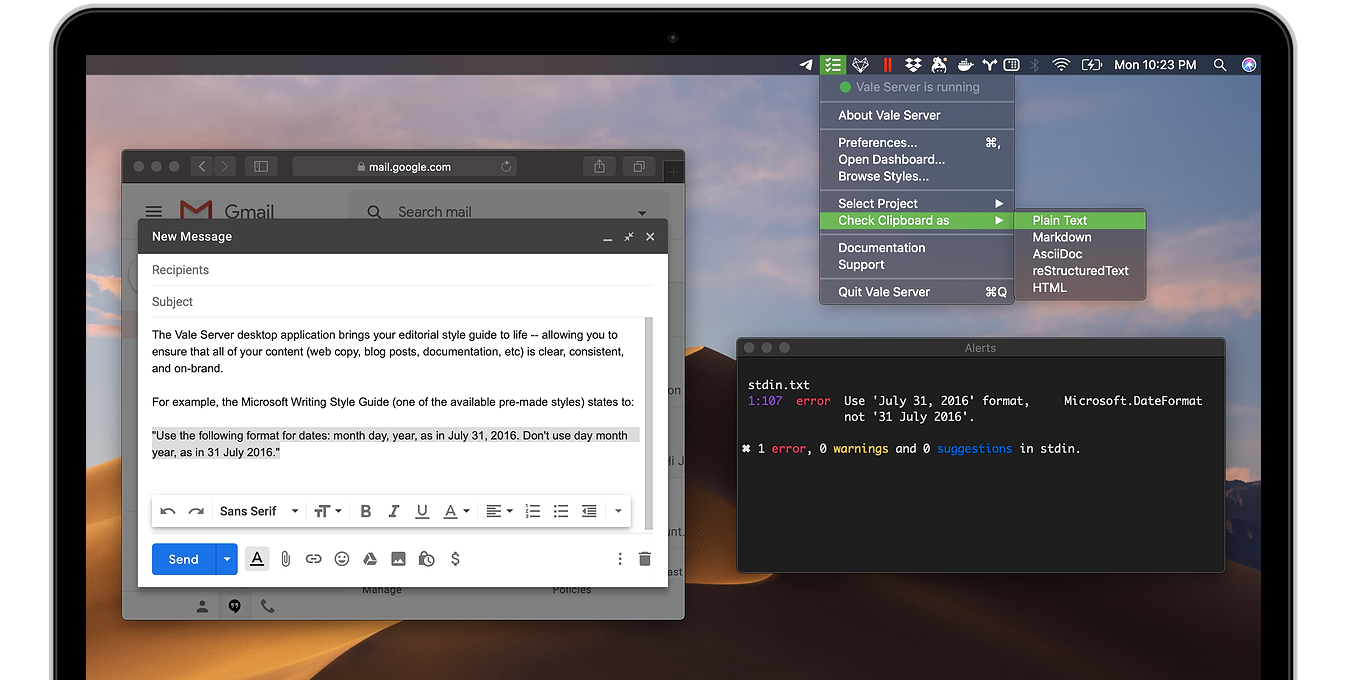 Mon 10:23 PM
Vale Server is running
About Vale Server
Preferences... ⌘,
Open Dashboard...
Browse Styles...
Select Project ▶
Check Clipboard as ▶
Documentation
Support
Quit Vale Server ⌘Q
Plain Text
Markdown
AsciiDoc
reStructuredText
HTML
mail.google.com
Gmail
Search mail
New Message
Recipients
Subject
The Vale Server desktop application brings your editorial style guide to life -- allowing you to
ensure that all of your content (web copy, blog posts, documentation, etc) is clear, consistent,
and on-brand.
For example, the Microsoft Writing Style Guide (one of the available pre-made styles) states to:
"Use the following format for dates: month day, year, as in July 31, 2016. Don't use day month
year, as in 31 July 2016."
Sans Serif
Send
Manage
Policies
Alerts
stdin.txt
1:107 error Use 'July 31, 2016' format, Microsoft.DateFormat
not '31 July 2016'.
✖ 1 error, 0 warnings and 0 suggestions in stdin.